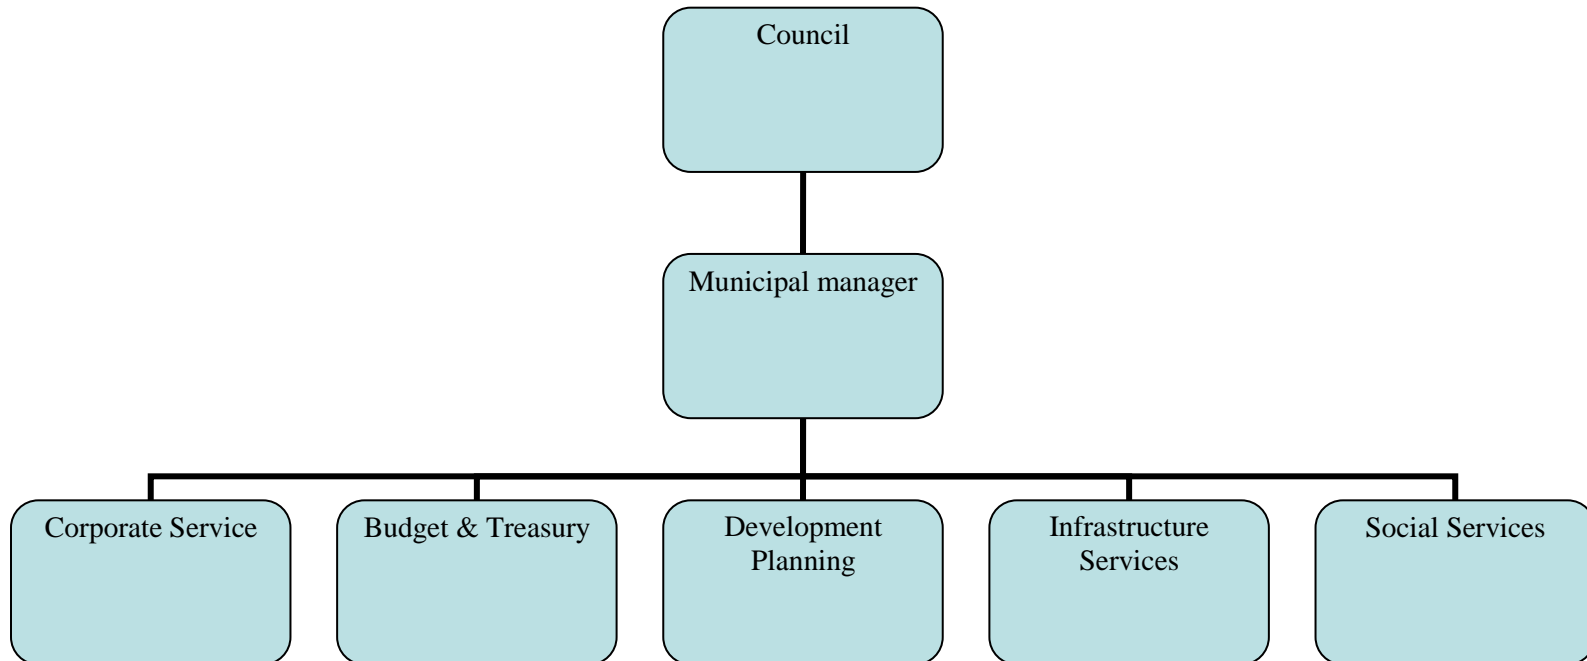 Council
Municipal manager
Corporate Service
Budget & Treasury
Development
Planning
Infrastructure
Services
Social Services